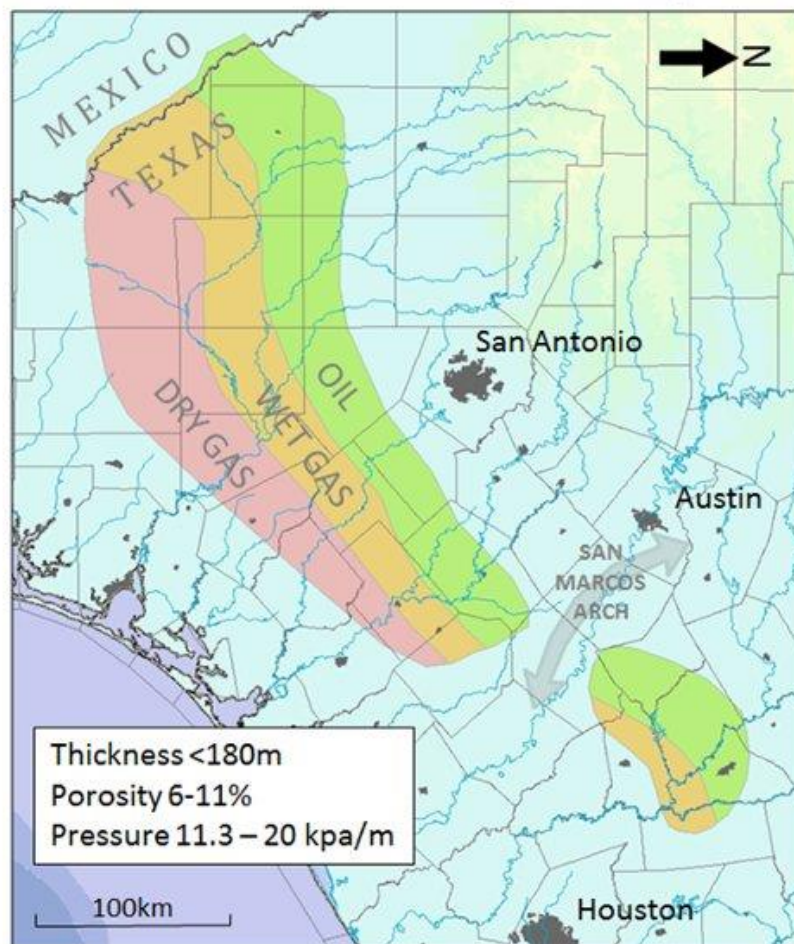 MEXICO
TEXAS
N
San Antonio
OIL
WET GAS
DRY GAS
Austin
SAN
MARCOS
ARCH
Thickness <180m
Porosity 6-11%
Pressure 11.3 – 20 kpa/m
100km
Houston